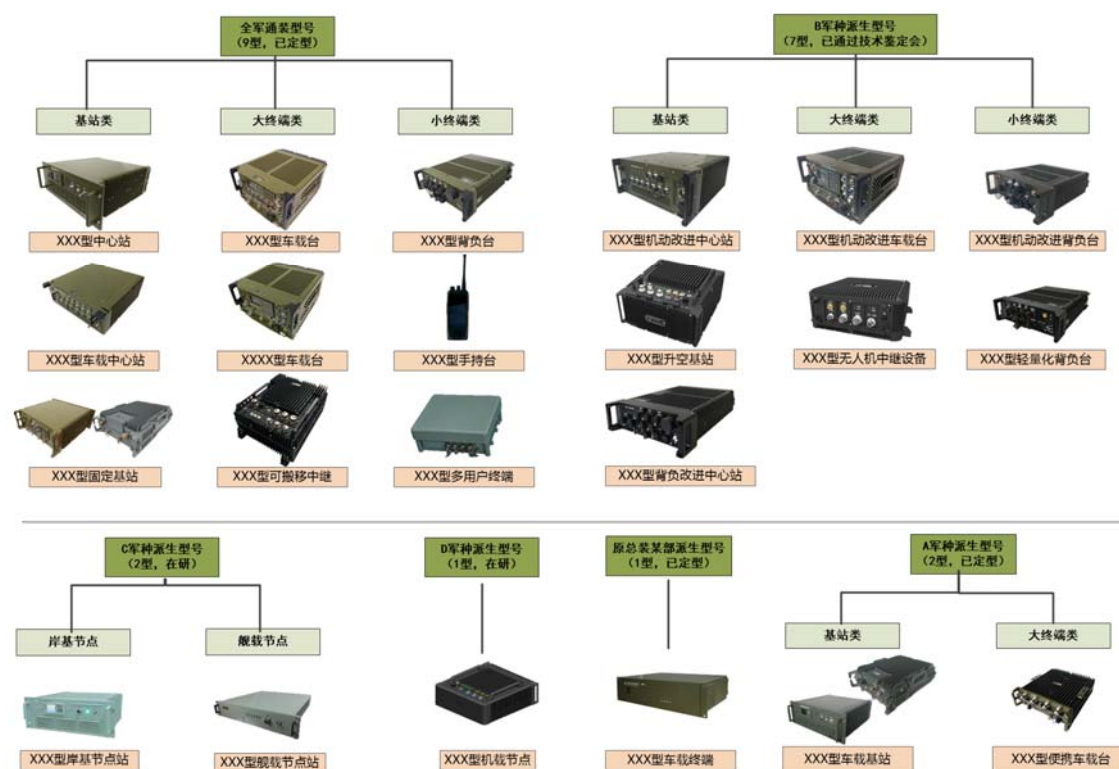 全军通装型号
（9型，已定型）
B军种派生型号
（7型，已通过技术鉴定会）
基站类
大终端类
小终端类
基站类
大终端类
小终端类
XXX型中心站
XXX型车载台
XXX型背负台
XXX型机动改进中心站
XXX型机动改进车载台
XXX型机动改进背负台
XXX型车载中心站
XXXX型车载台
XXX型手持台
XXX型升空基站
XXX型无人机中继设备
XXX型轻量化背负台
XXX型固定基站
XXX型可搬移中继
XXX型多用户终端
XXX型背负改进中心站
C军种派生型号
（2型，在研）
D军种派生型号
（1型，在研）
原总装某部派生型号
（1型，已定型）
A军种派生型号
（2型，已定型）
岸基节点
舰载节点
基站类
大终端类
XXX型岸基节点站
XXX型舰载节点站
XXX型机载节点
XXX型车载终端
XXX型车载基站
XXX型便携车载台